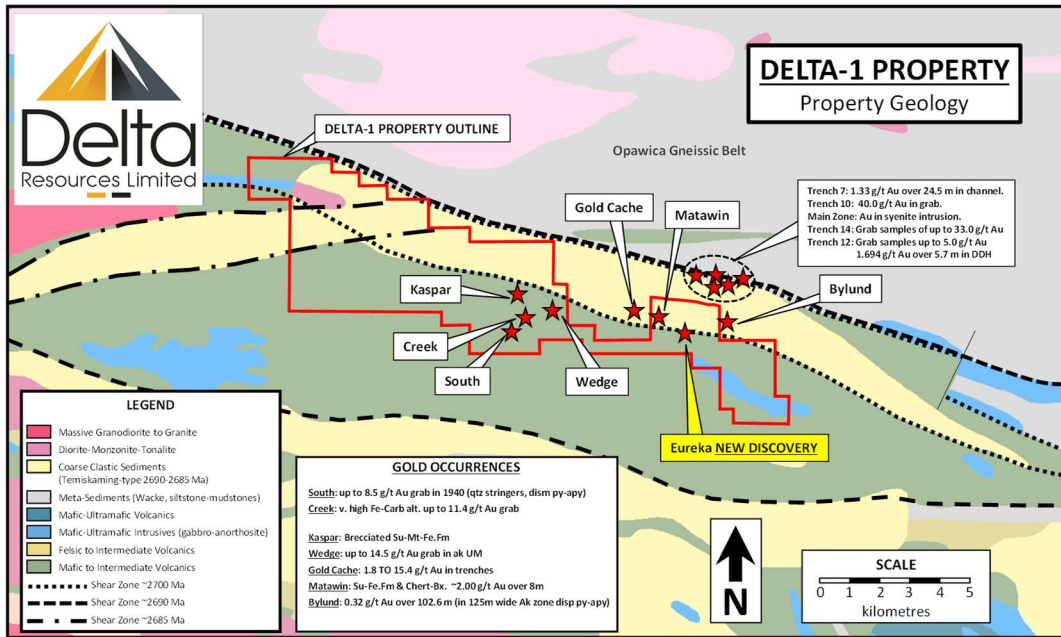 Delta
Resources Limited
DELTA-1 PROPERTY
Property Geology
DELTA-1 PROPERTY OUTLINE
Opawica Gneissic Belt
Trench 7: 1.33 g/t Au over 24.5 m in channel.
Trench 10: 40.0 g/t Au in grab.
Main Zone: Au in syenite intrusion.
Trench 14: Grab samples of up to 33.0 g/t Au
Trench 12: Grab samples up to 5.0 g/t Au
1.694 g/t Au over 5.7 m in DDH
Gold Cache
Matawin
Kaspar
Bylund
Creek
South
Wedge
Eureka NEW DISCOVERY
LEGEND
Massive Granodiorite to Granite
Diorite-Monzonite-Tonalite
Coarse Clastic Sediments
(Temiskaming-type 2690-2685 Ma)
Meta-Sediments (Wacke, siltstone-mudstones)
Mafic-Ultramafic Volcanics
Mafic-Ultramafic Intrusives (gabbro-anorthosite)
Felsic to Intermediate Volcanics
Mafic to Intermediate Volcanics
Shear Zone ~2700 Ma
Shear Zone ~2690 Ma
Shear Zone ~2685 Ma
GOLD OCCURRENCES
South: up to 8.5 g/t Au grab in 1940 (qtz stringers, dism py-apy)
Creek: v. high Fe-Carb alt. up to 11.4 g/t Au grab
Kaspar: Brecciated Su-Mt-Fe.Fm
Wedge: up to 14.5 g/t Au grab in ak UM
Gold Cache: 1.8 TO 15.4 g/t Au in trenches
Matawin: Su-Fe.Fm & Chert-Bx. ~2.00 g/t Au over 8m
Bylund: 0.32 g/t Au over 102.6 m (in 125m wide Ak zone disp py-apy)
N
SCALE
0 1 2 3 4 5
kilometres